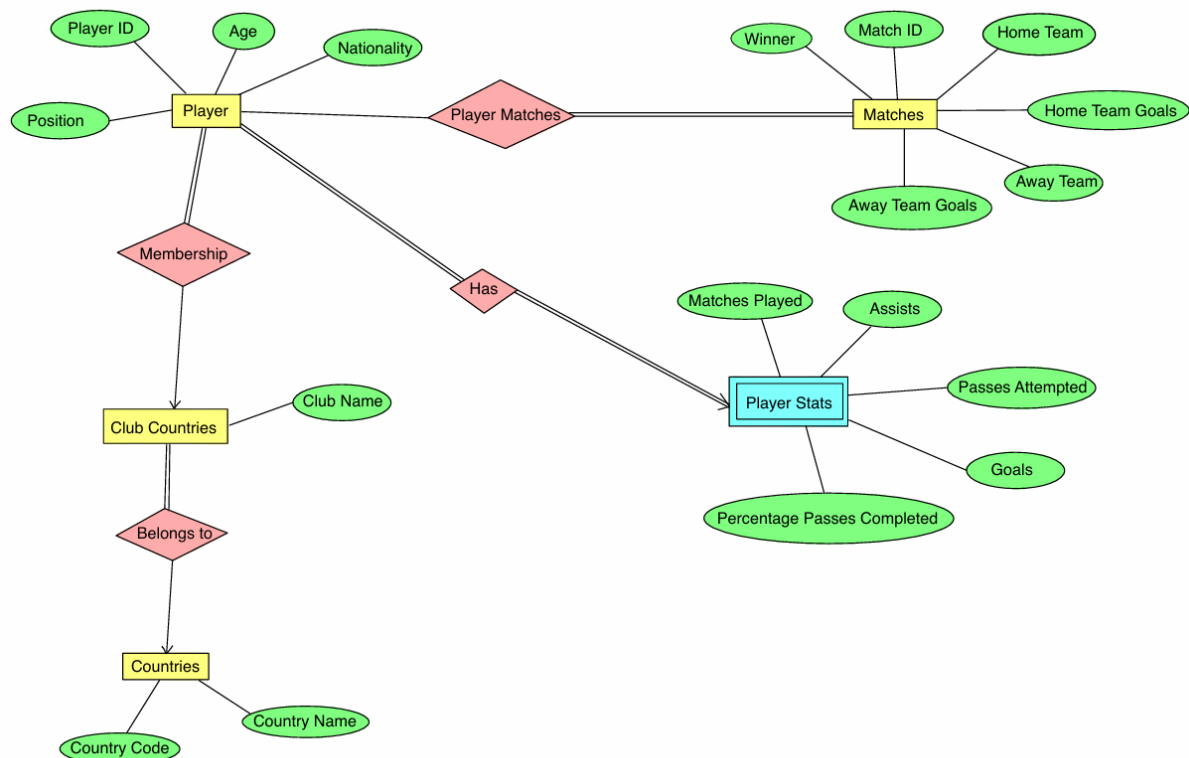 Player ID
Age
Nationality
Position
Player
Player Matches
Winner
Match ID
Home Team
Matches
Home Team Goals
Away Team
Away Team Goals
Membership
Has
Matches Played
Assists
Player Stats
Passes Attempted
Goals
Percentage Passes Completed
Club Name
Club Countries
Belongs to
Countries
Country Name
Country Code